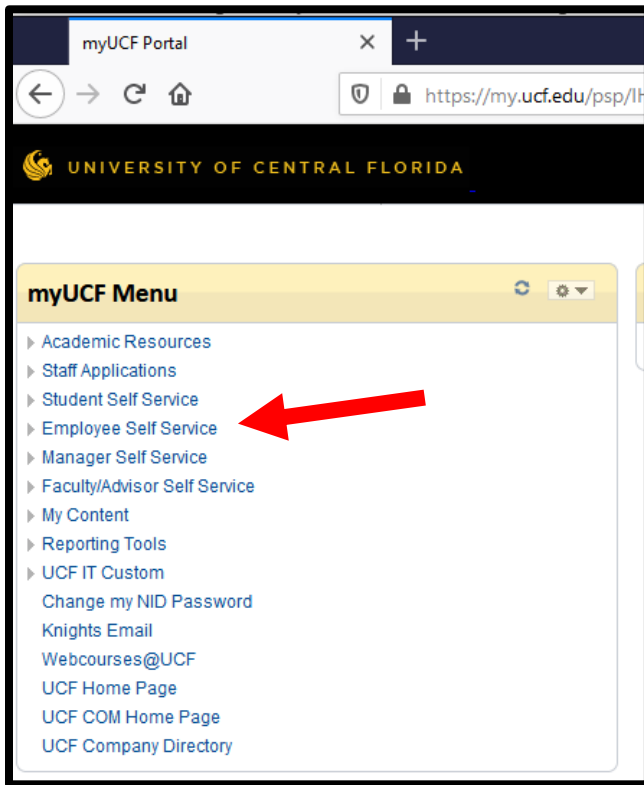 myUCF Portal
https://my.ucf.edu/psp/IH
UNIVERSITY OF CENTRAL FLORIDA
myUCF Menu
Academic Resources
Staff Applications
Student Self Service
Employee Self Service
Manager Self Service
Faculty/Advisor Self Service
My Content
Reporting Tools
UCF IT Custom
Change my NID Password
Knights Email
Webcourses@UCF
UCF Home Page
UCF COM Home Page
UCF Company Directory